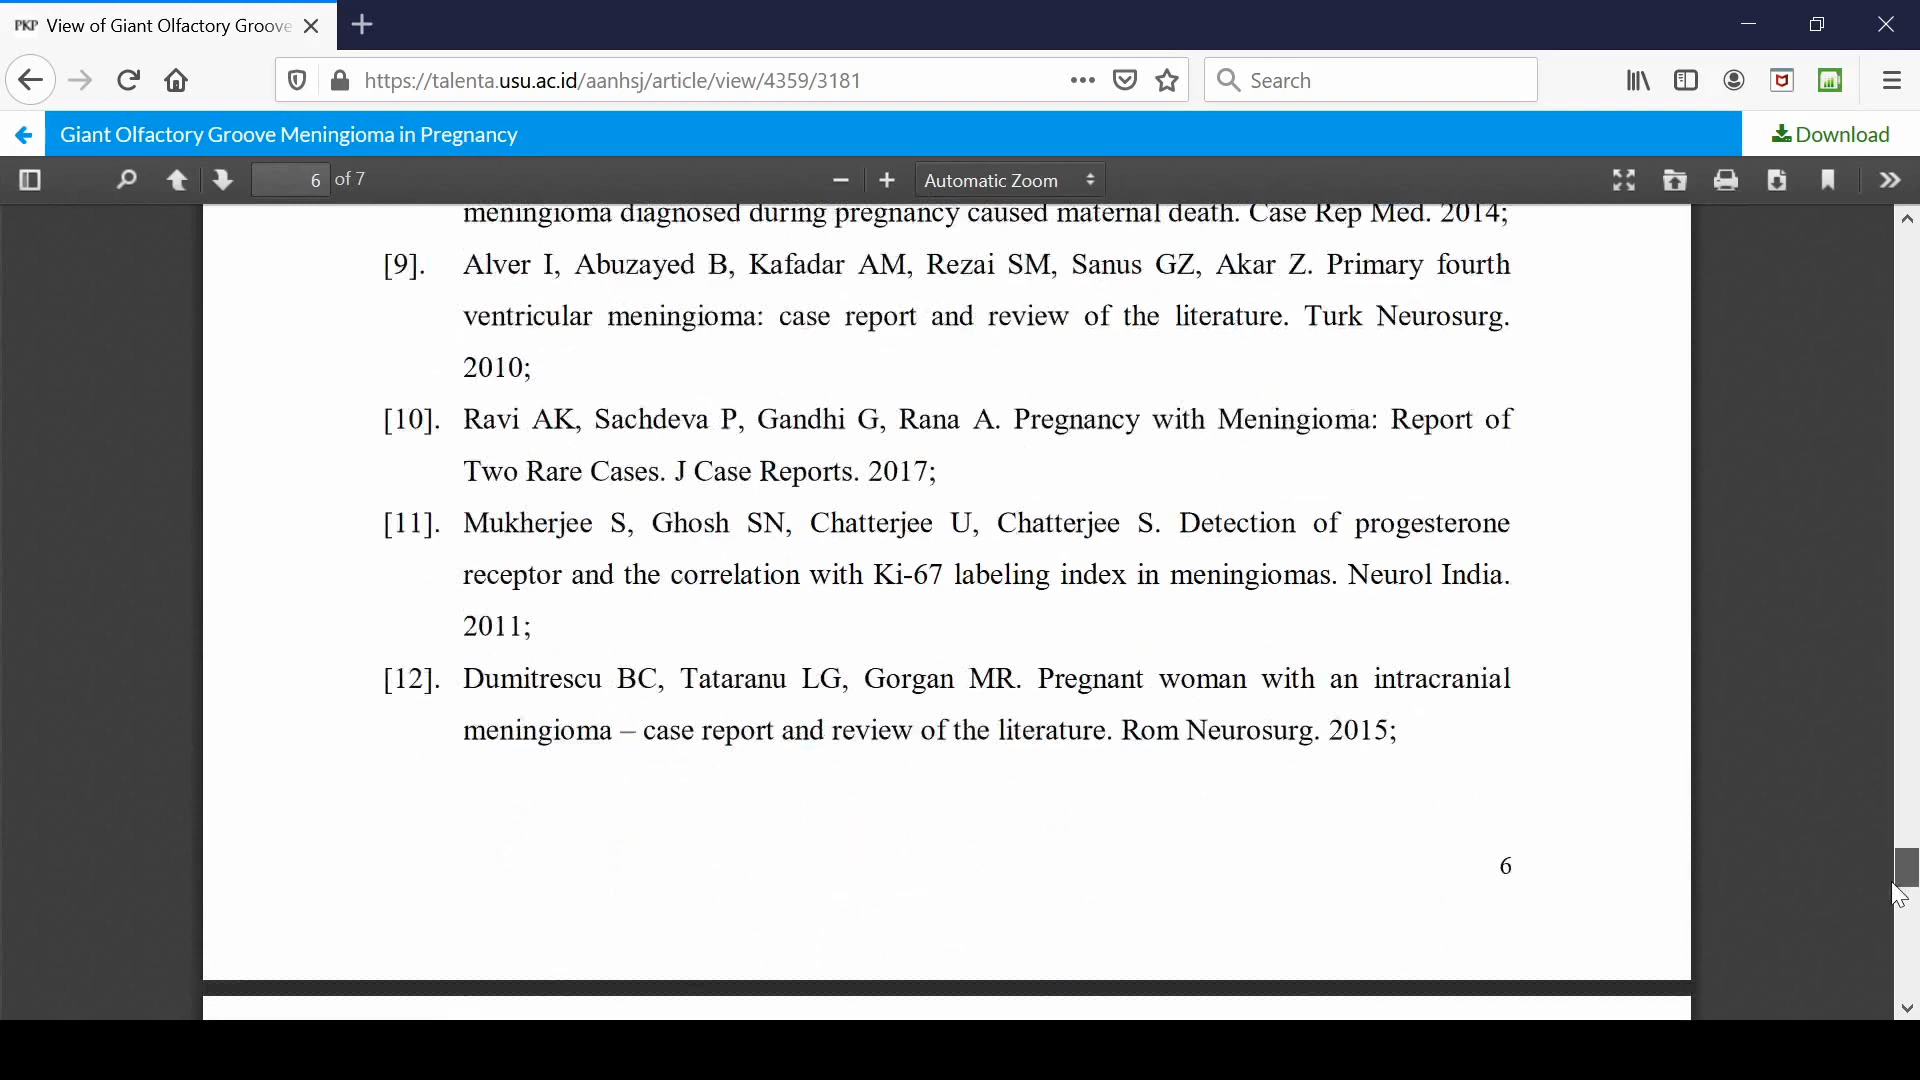 View of Giant Olfactory Groove
https://talenta.usu.ac.id/aanhsj/article/view/4359/3181
Search
Giant Olfactory Groove Meningioma in Pregnancy
Download
6 of 7
Automatic Zoom
meningioma diagnosed during pregnancy caused maternal death. Case Rep Med. 2014;
[9]. Alver I, Abuzayed B, Kafadar AM, Rezai SM, Sanus GZ, Akar Z. Primary fourth
ventricular meningioma: case report and review of the literature. Turk Neurosurg.
2010;
[10]. Ravi AK, Sachdeva P, Gandhi G, Rana A. Pregnancy with Meningioma: Report of
Two Rare Cases. J Case Reports. 2017;
[11]. Mukherjee S, Ghosh SN, Chatterjee U, Chatterjee S. Detection of progesterone
receptor and the correlation with Ki-67 labeling index in meningiomas. Neurol India.
2011;
[12]. Dumitrescu BC, Tataranu LG, Gorgan MR. Pregnant woman with an intracranial
meningioma – case report and review of the literature. Rom Neurosurg. 2015;
6